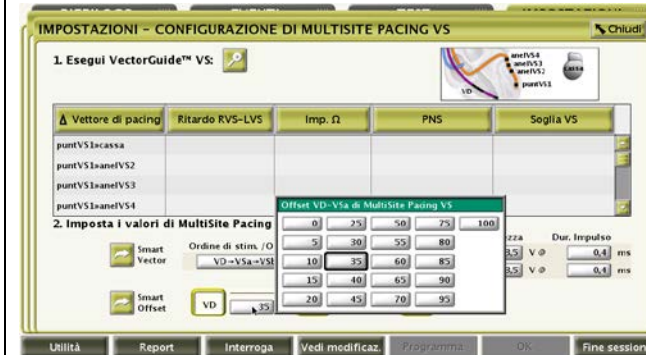 IMPOSTAZIONI - CONFIGURAZIONE DI MULTISITE PACING VS
Chiudi
1. Esegui VectorGuide™ VS:
anelVS4
anelVS3
anelVS2
puntVS1
VD
cassa
Δ Vettore di pacing
Ritardo RVS-LVS
Imp. Ω
PNS
Soglia VS
puntVS1»cassa
puntVS1»anelVS2
puntVS1»anelVS3
puntVS1»anelVS4
2. Imposta i valori di MultiSite Pacing
Offset VD-VSa di MultiSite Pacing VS
0 25 50 75 100
5 30 55 80
10 35 60 85
15 40 65 90
20 45 70 95
Smart Vector
Ordine di stim. /O
VD→VSa→VSb
Dur. Impulso
V @ 0,4 ms
V @ 0,4 ms
Smart Offset
VD
35
Utilità
Report
Interroga
Vedi modificaz.
Programma
OK
Fine session